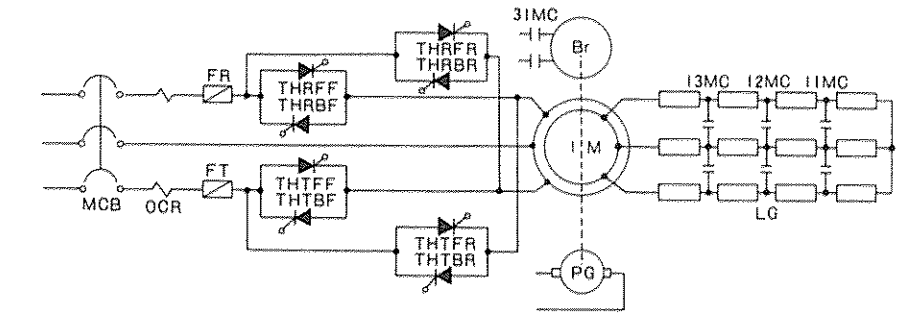 31MC
Br
THRFR
THRBR
FR
THRFF
THRBF
13MC 12MC 11MC
IM
FT
THTFF
THTBF
MCB OCR
LG
THTFR
THTBR
PG